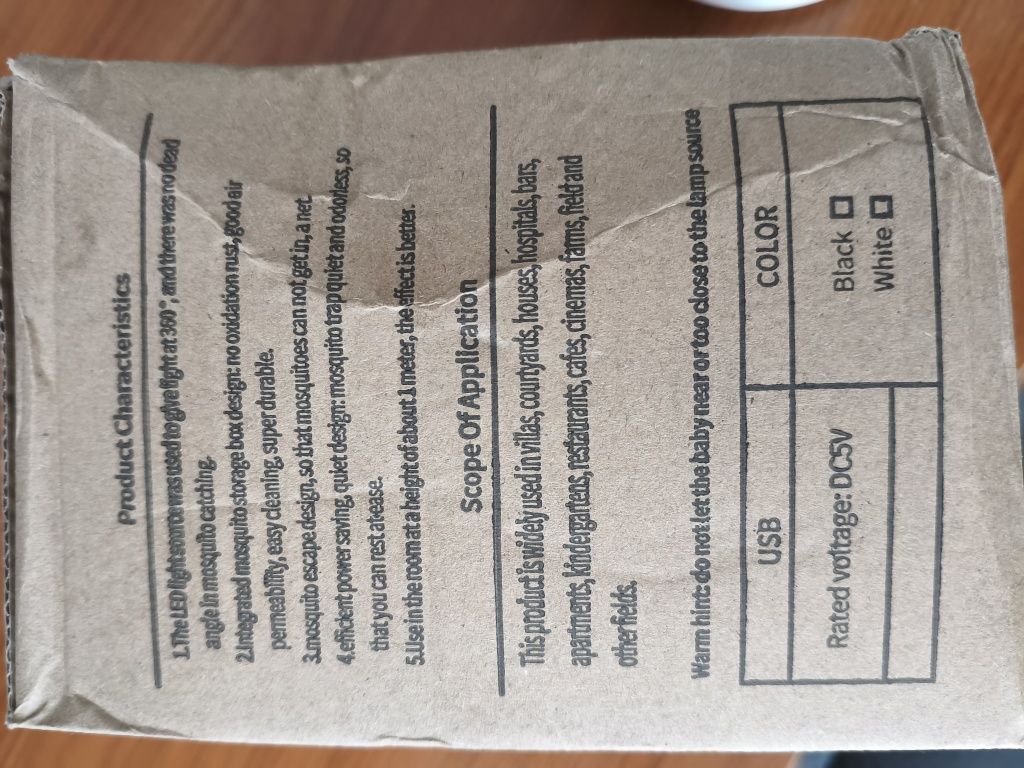 Product Characteristics
1.The LED light source was used to give light at 360°, and there was no dead
angle in mosquito catching.
2.Integrated mosquito storage box design: no oxidation rust, good air
permeability, easy cleaning super durable.
3.mosquito escape design, so that mosquitoes can not get in, a net.
4.efficient power saving, quiet design: mosquito trap quiet and odorless, so
that you can rest at ease.
5.Use in the room at a height of about 1 meter, the effect is better.
Scope Of Application
This product is widely used in villas, courtyards, houses, hospitals, bars,
apartments, kindergartens, restaurants, cafes, cinemas, farms, field and
other fields.
Warm hint: do not let the baby near or too close to the lamp source
USB COLOR
Rated voltage: DC5V Black
White